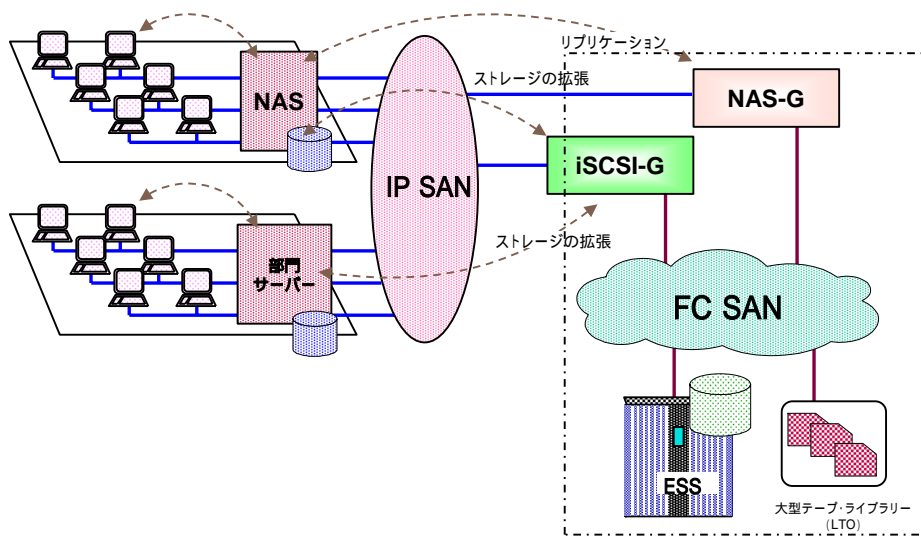 リプリケーション
ストレージの拡張
NAS
NAS-G
iSCSI-G
IP SAN
ストレージの拡張
部門
サーバー
FC SAN
ESS
大型テープ・ライブラリー
(LTO)